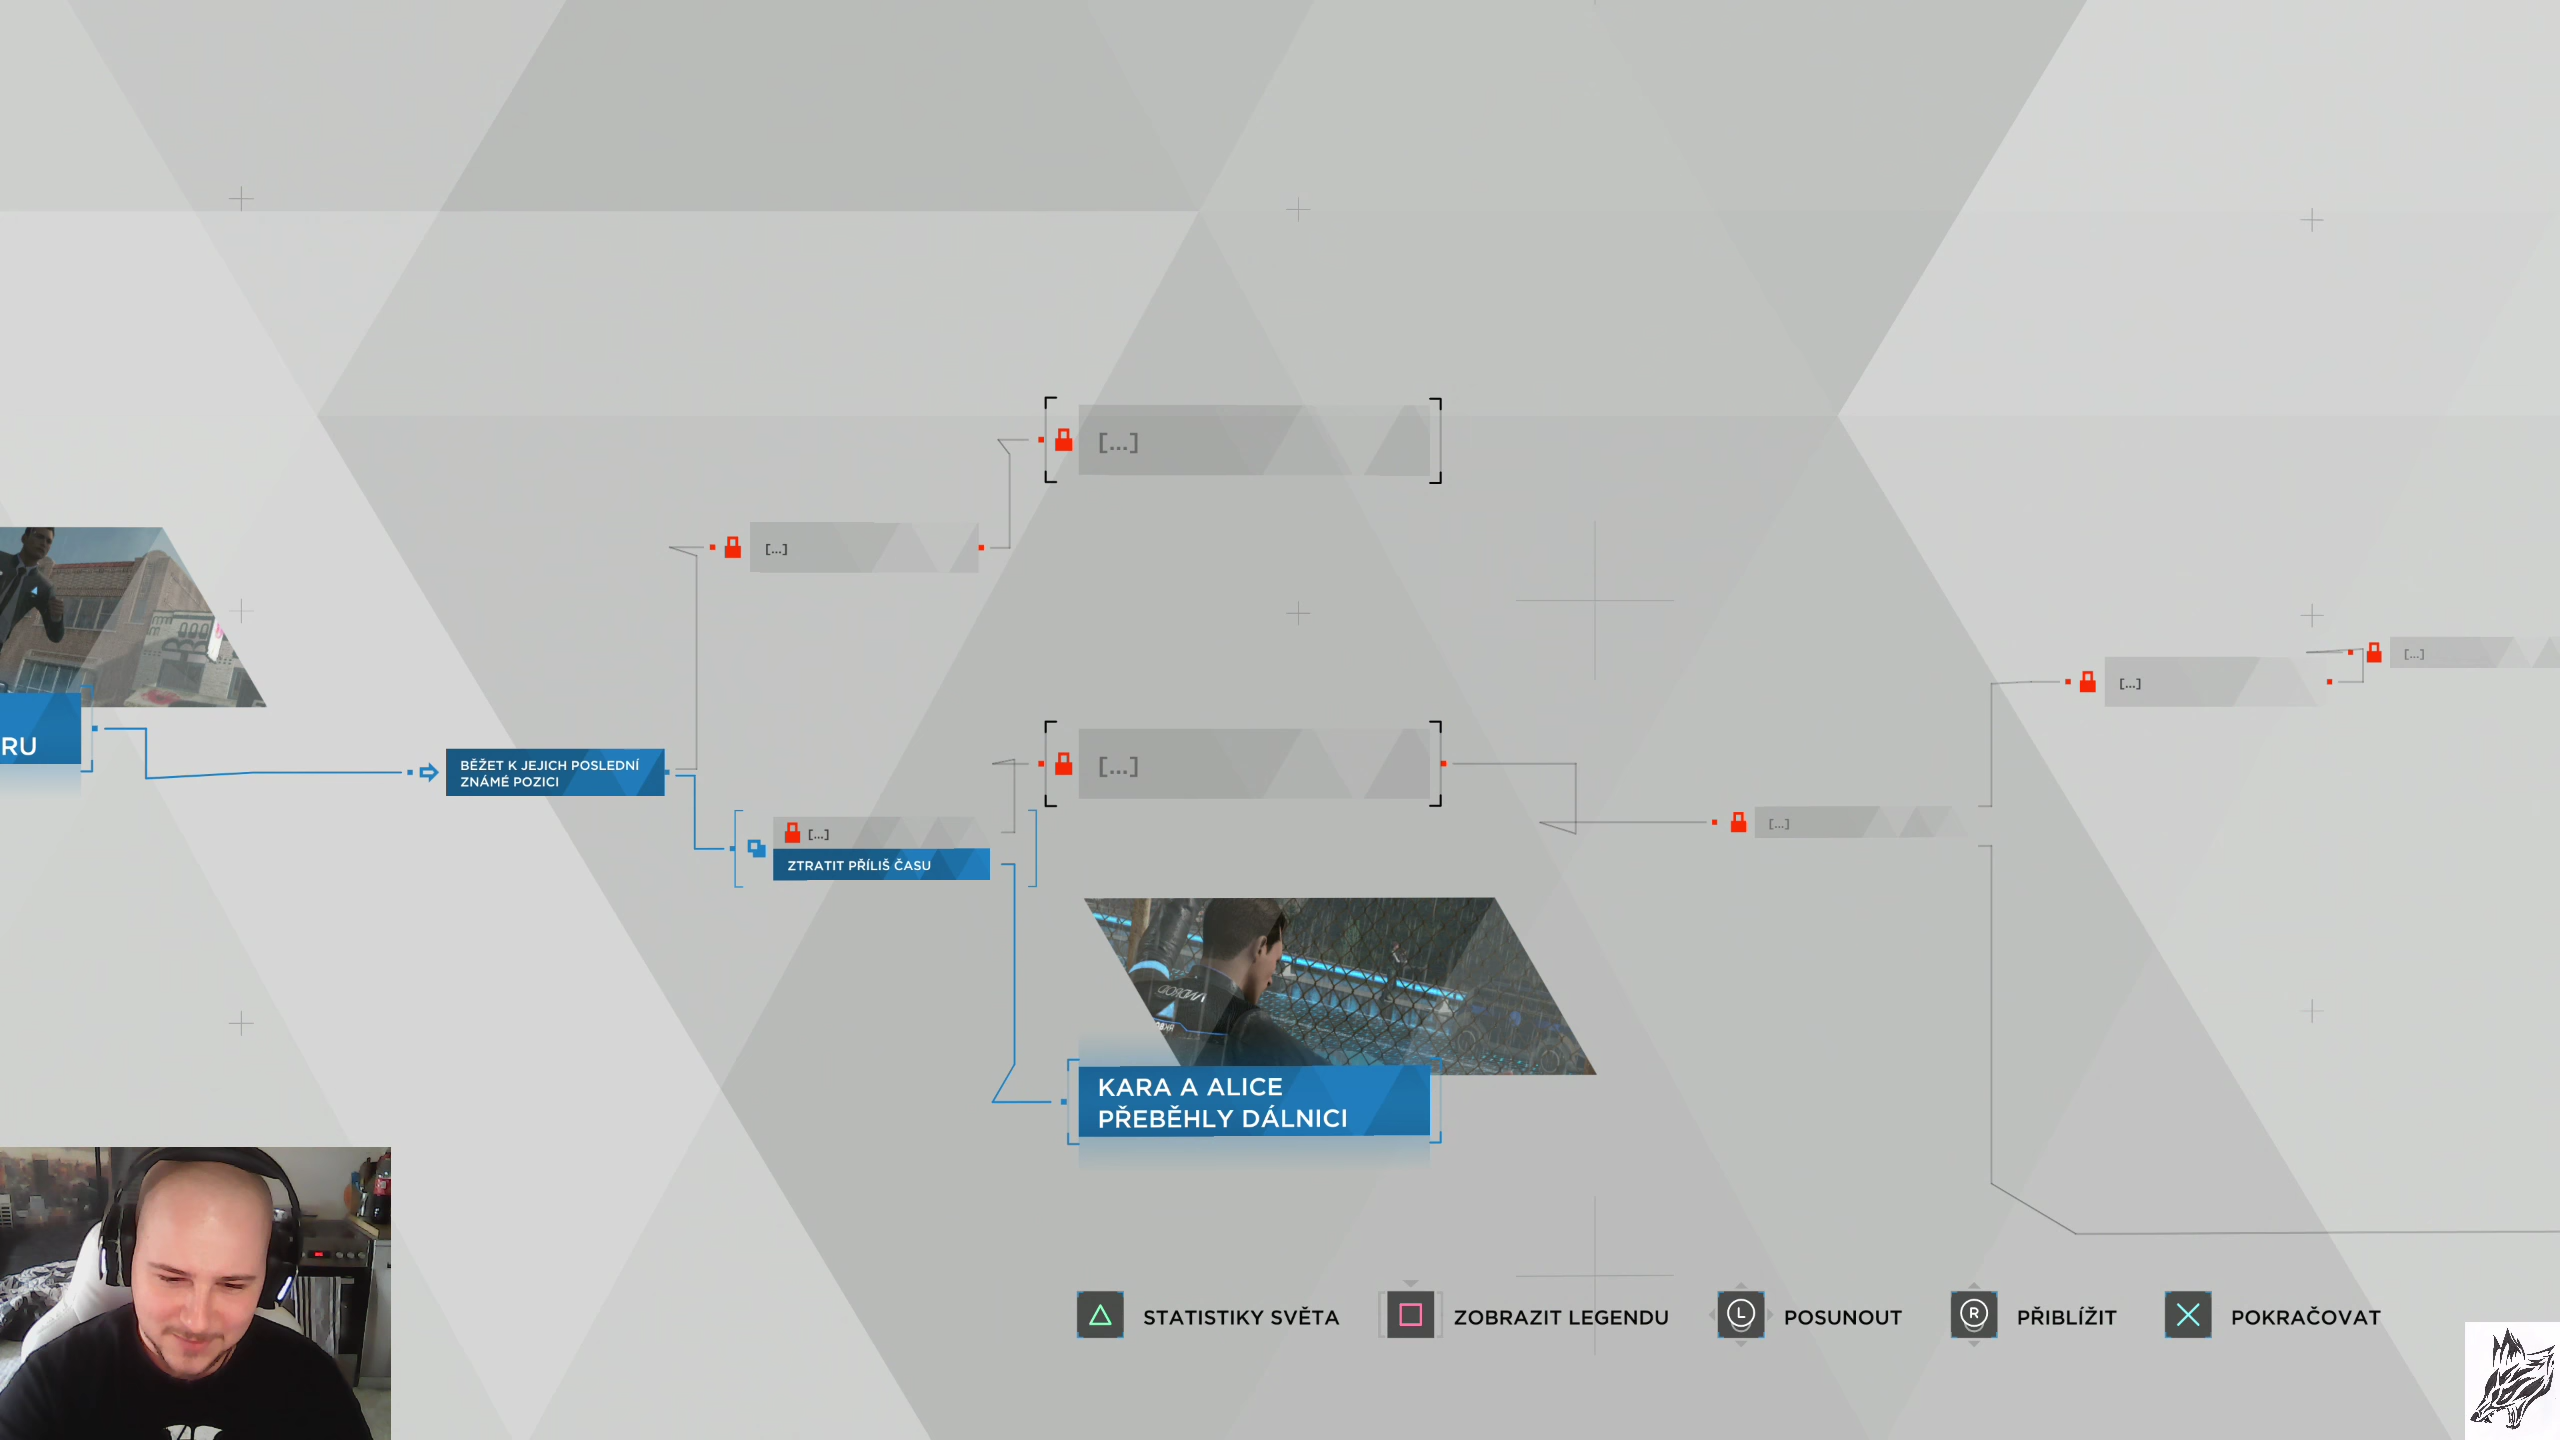 [...]
[...]
[...]
[...]
RU
BĚŽET K JEJICH POSLEDNÍ
ZNÁMÉ POZICI
[...]
[...]
[...]
ZTRATIT PŘÍLIŠ ČASU
KARA A ALICE
PŘEBĚHLY DÁLNICI
STATISTIKY SVĚTA
ZOBRAZIT LEGENDU
L
POSUNOUT
R
PŘIBLÍŽIT
POKRAČOVAT